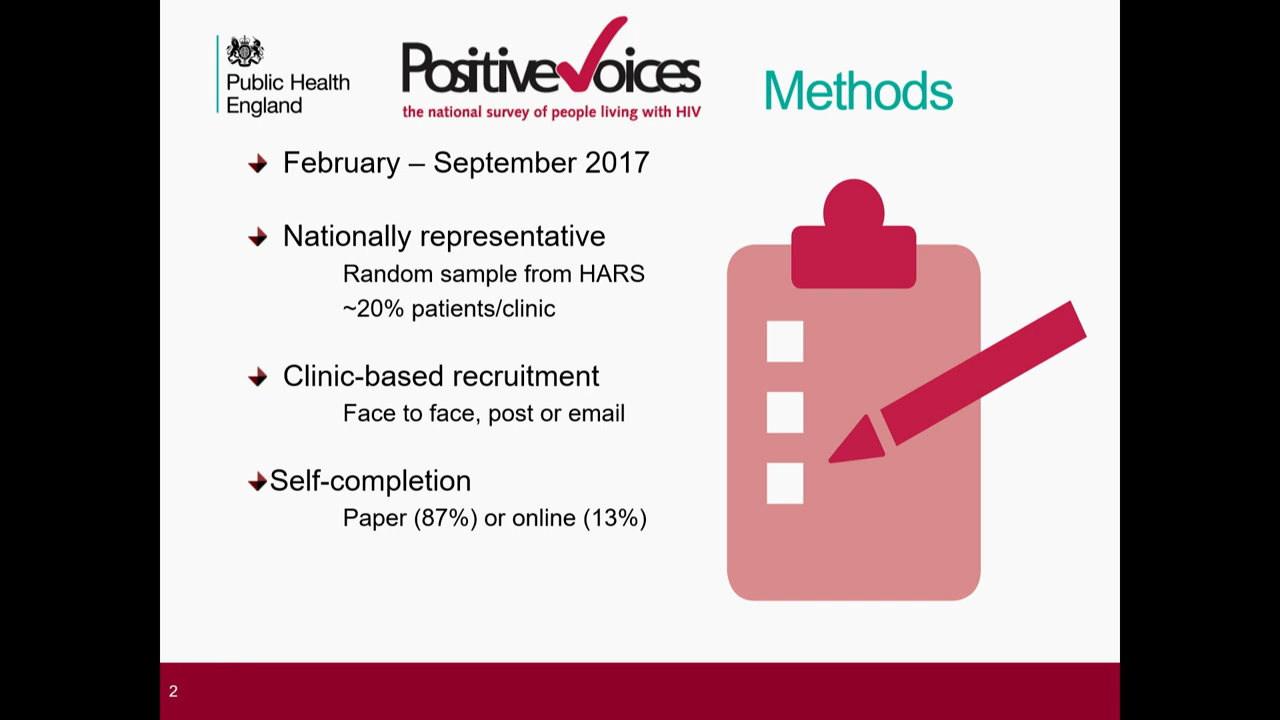 Public Health
England
PositiveVoices
the national survey of people living with HIV
Methods
February – September 2017
Nationally representative
Random sample from HARS
~20% patients/clinic
Clinic-based recruitment
Face to face, post or email
Self-completion
Paper (87%) or online (13%)
2